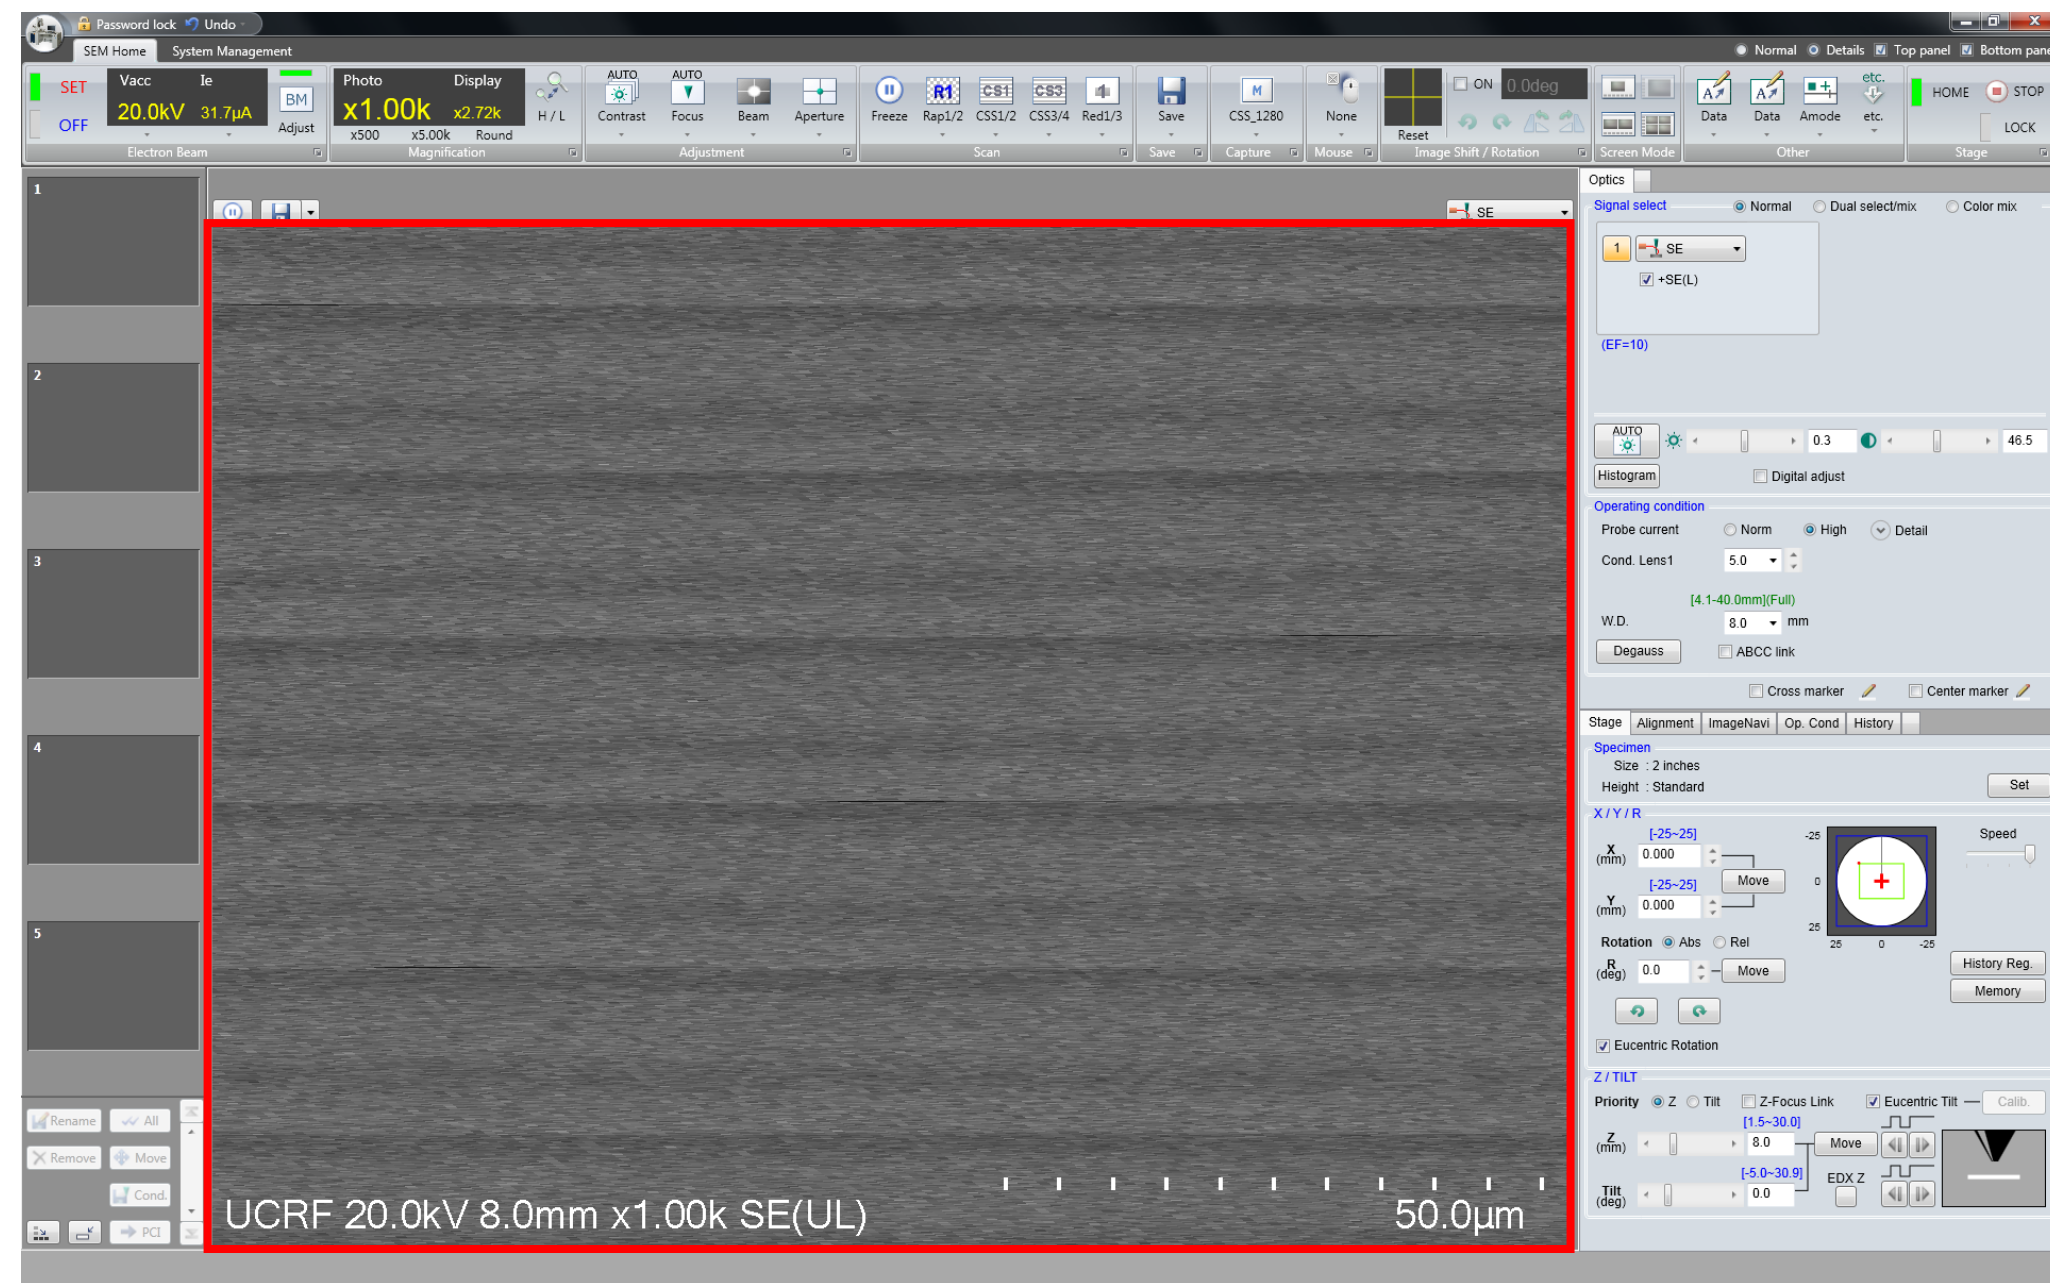 Password lock Undo
SEM Home System Management
Normal Details Top panel Bottom pane
SET OFF Vacc Ie 20.0kV 31.7µA BM Adjust
Electron Beam
Photo Display x1.00k x2.72k H / L
x500 x5.00k Round
Magnification
AUTO AUTO
Contrast Focus Beam Aperture
Adjustment
R1 CS1 CS3
Freeze Rap1/2 CSS1/2 CSS3/4 Red1/3
Scan
Save
Save
M
CSS_1280
Capture
None
Mouse
ON 0.0deg
Reset
Image Shift / Rotation
Screen Mode
A A etc.
Data Data Amode etc.
Other
HOME STOP
LOCK
Stage
1
2
3
4
5
Rename All
Remove Move
Cond.
PCI
SE
UCRF 20.0kV 8.0mm x1.00k SE(UL) 50.0µm
Optics
Signal select Normal Dual select/mix Color mix
1 SE
+SE(L)
(EF=10)
AUTO 0.3 46.5
Histogram Digital adjust
Operating condition
Probe current Norm High Detail
Cond. Lens1 5.0
[4.1-40.0mm](Full)
W.D. 8.0 mm
Degauss ABCC link
Cross marker Center marker
Stage Alignment ImageNavi Op. Cond History
Specimen
Size : 2 inches
Height : Standard Set
X / Y / R
[-25~25] -25 Speed
X (mm) 0.000
Move 0
[-25~25]
Y (mm) 0.000
25
25 0 -25
Rotation Abs Rel
R (deg) 0.0 Move
History Reg.
Memory
Eucentric Rotation
Z / TILT
Priority Z Tilt Z-Focus Link Eucentric Tilt Calib.
[1.5~30.0]
Z (mm) 8.0 Move
[-5.0~30.9] EDX Z
Tilt (deg) 0.0